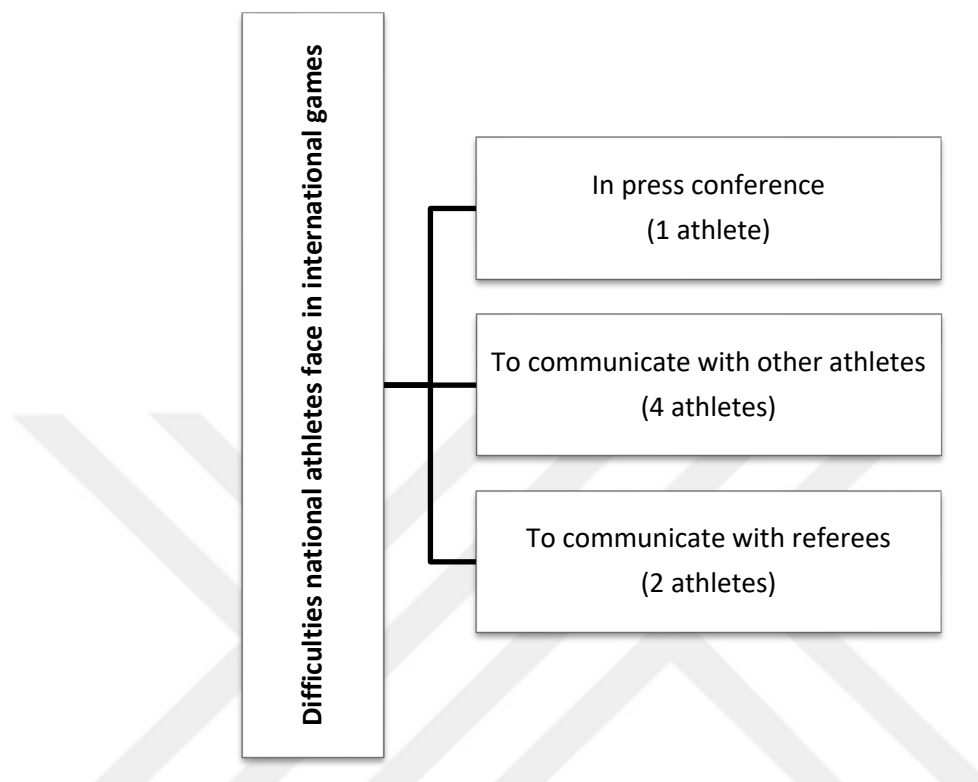 Difficulties national athletes face in international games
In press conference
(1 athlete)
To communicate with other athletes
(4 athletes)
To communicate with referees
(2 athletes)